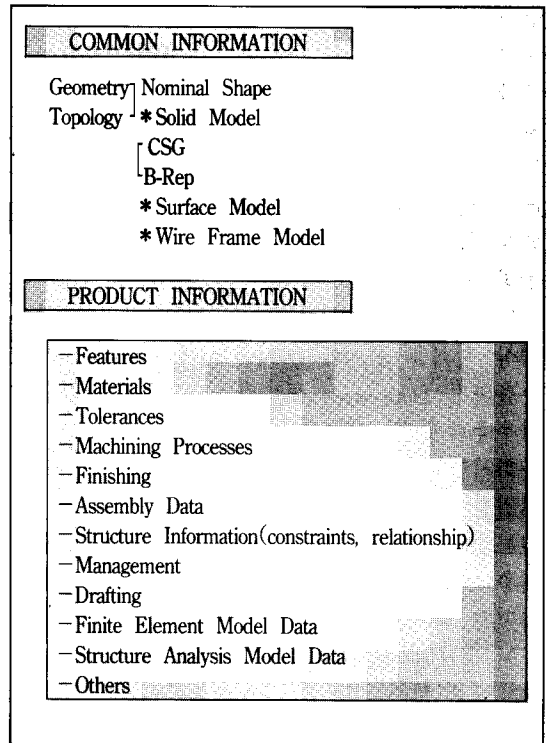 COMMON INFORMATION
Geometry Nominal Shape
Topology *Solid Model
CSG
B-Rep
*Surface Model
*Wire Frame Model
PRODUCT INFORMATION
-Features
-Materials
-Tolerances
-Machining Processes
-Finishing
-Assembly Data
-Structure Information(constraints, relationship)
-Management
-Drafting
-Finite Element Model Data
-Structure Analysis Model Data
-Others